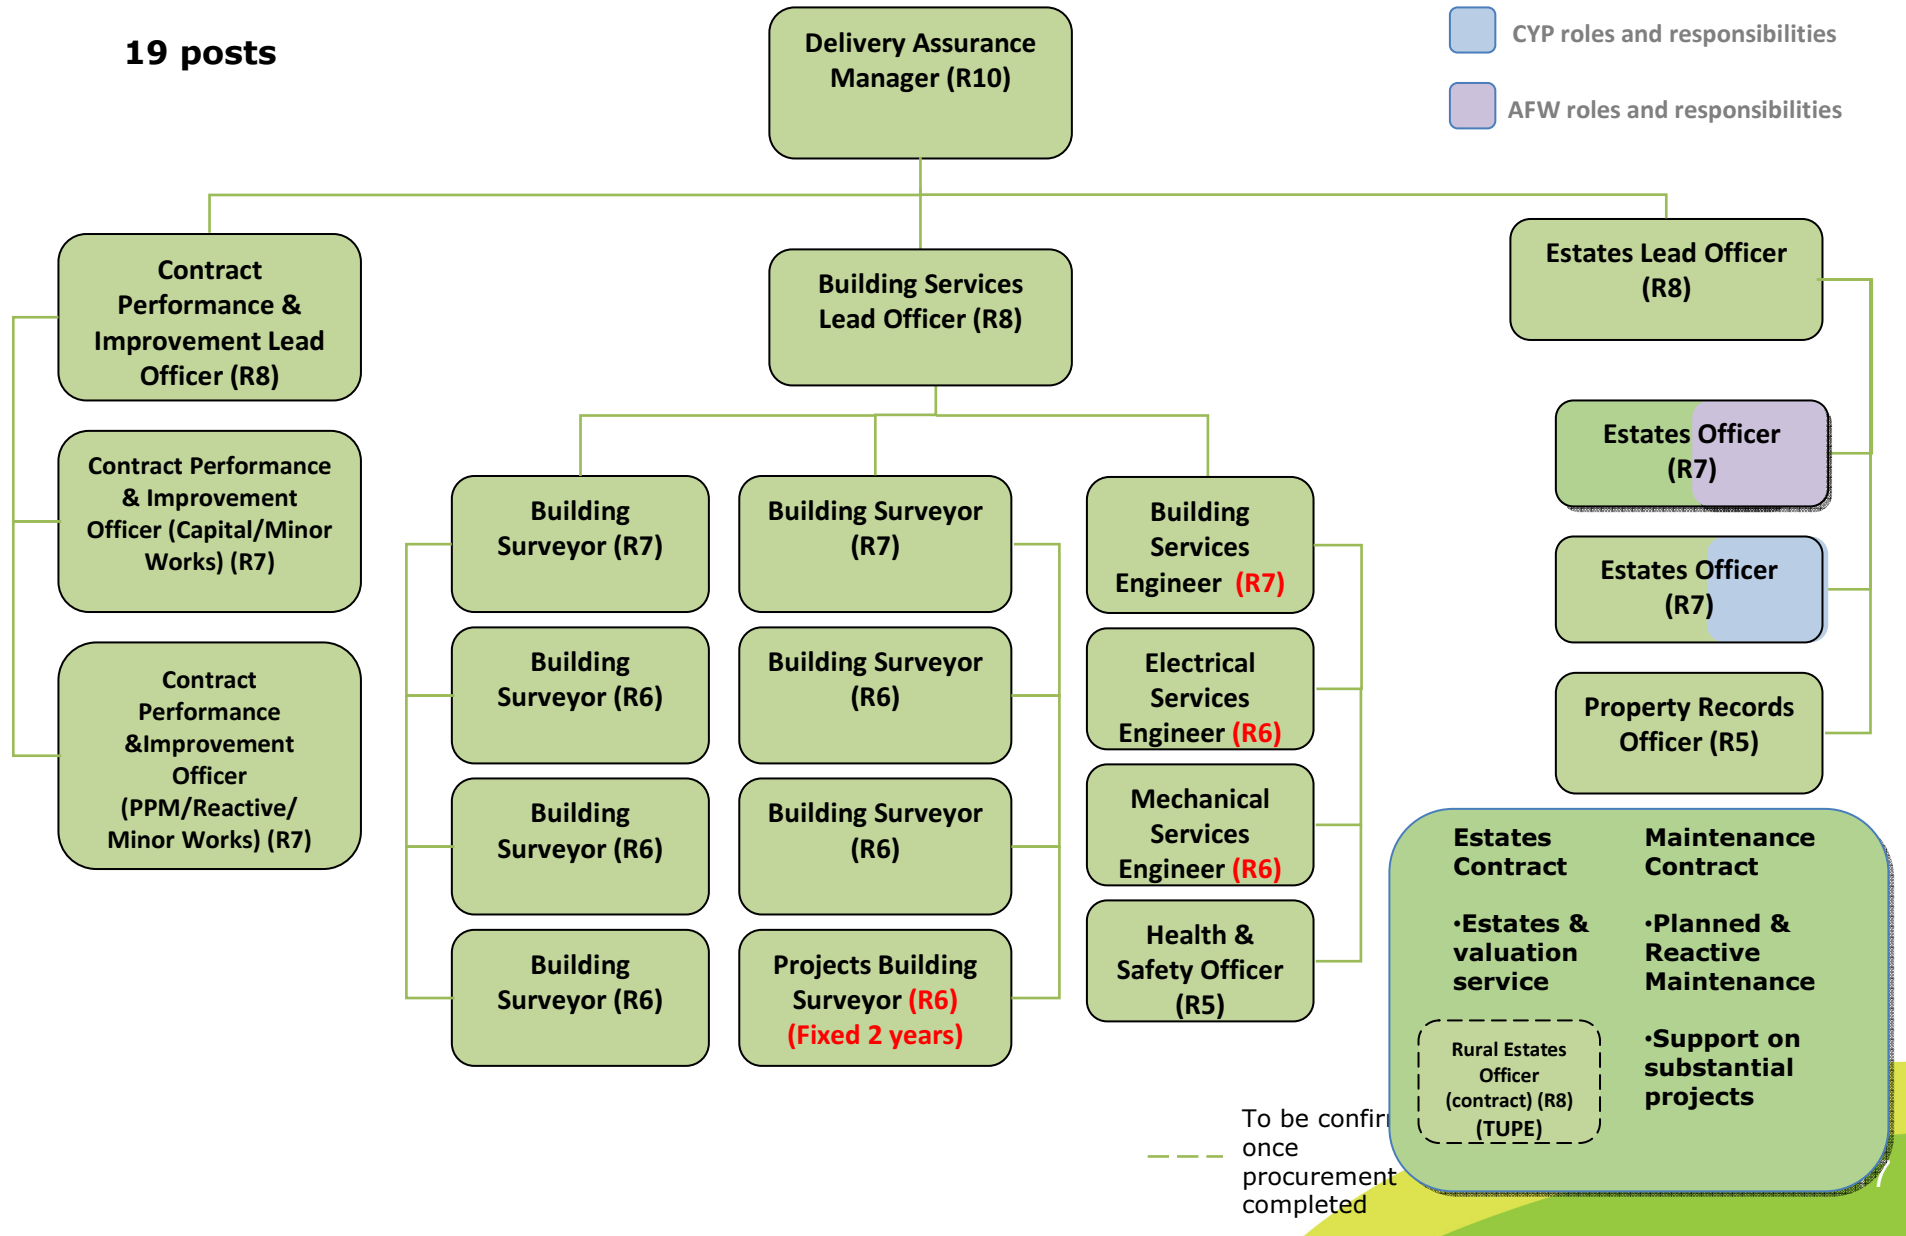 19 posts
Delivery Assurance
Manager (R10)
CYP roles and responsibilities
AFW roles and responsibilities
Contract
Performance &
Improvement Lead
Officer (R8)
Building Services
Lead Officer (R8)
Estates Lead Officer
(R8)
Contract Performance
& Improvement
Officer (Capital/Minor
Works) (R7)
Contract
Performance
&Improvement
Officer
(PPM/Reactive/
Minor Works) (R7)
Building
Surveyor (R7)
Building
Surveyor (R6)
Building
Surveyor (R6)
Building
Surveyor (R6)
Building Surveyor
(R7)
Building Surveyor
(R6)
Building Surveyor
(R6)
Projects Building
Surveyor (R6)
(Fixed 2 years)
Building
Services
Engineer (R7)
Electrical
Services
Engineer (R6)
Mechanical
Services
Engineer (R6)
Health &
Safety Officer
(R5)
Estates Officer
(R7)
Estates Officer
(R7)
Property Records
Officer (R5)
Estates
Contract
•Estates &
valuation
service
Rural Estates
Officer
(contract) (R8)
(TUPE)
Maintenance
Contract
•Planned &
Reactive
Maintenance
•Support on
substantial
projects
To be confir
once
procurement
completed
7